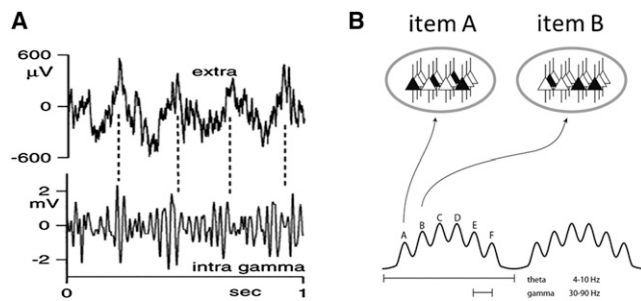 A
600
μV
0
-600
extra
2
mV
0
-2
intra gamma
0
sec
1
B
item A
item B
A
B
C
D
E
F
theta 4-10 Hz
gamma 30-90 Hz